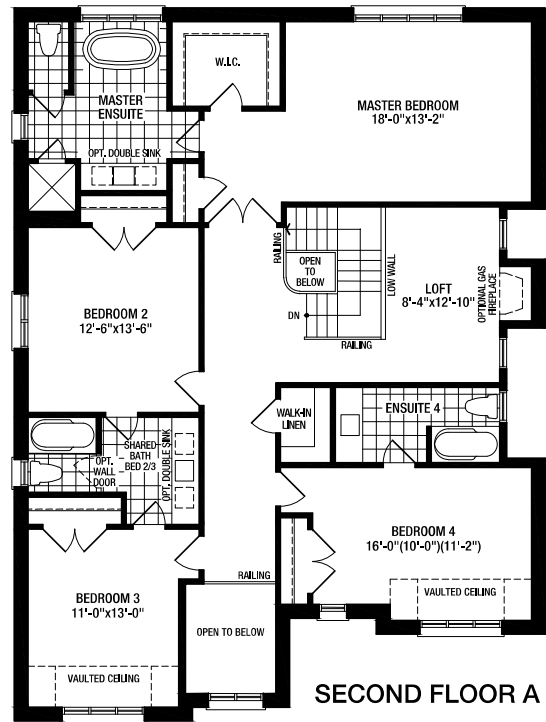 W.I.C.
MASTER
ENSUITE
OPT. DOUBLE SINK
MASTER BEDROOM
18'-0"x13'-2"
RAILING
OPEN
TO
BELOW
DN
LOW WALL
RAILING
LOFT
8'-4"x12'-10"
OPTIONAL GAS
FIREPLACE
BEDROOM 2
12'-6"x13'-6"
WALK-IN
LINEN
ENSUITE 4
SHARED
BATH
BED 2/3
OPT.
WALL
DOOR
OPT. DOUBLE SINK
BEDROOM 4
16'-0"(10'-0")(11'-2")
VAULTED CEILING
BEDROOM 3
11'-0"x13'-0"
VAULTED CEILING
RAILING
OPEN TO BELOW
SECOND FLOOR A